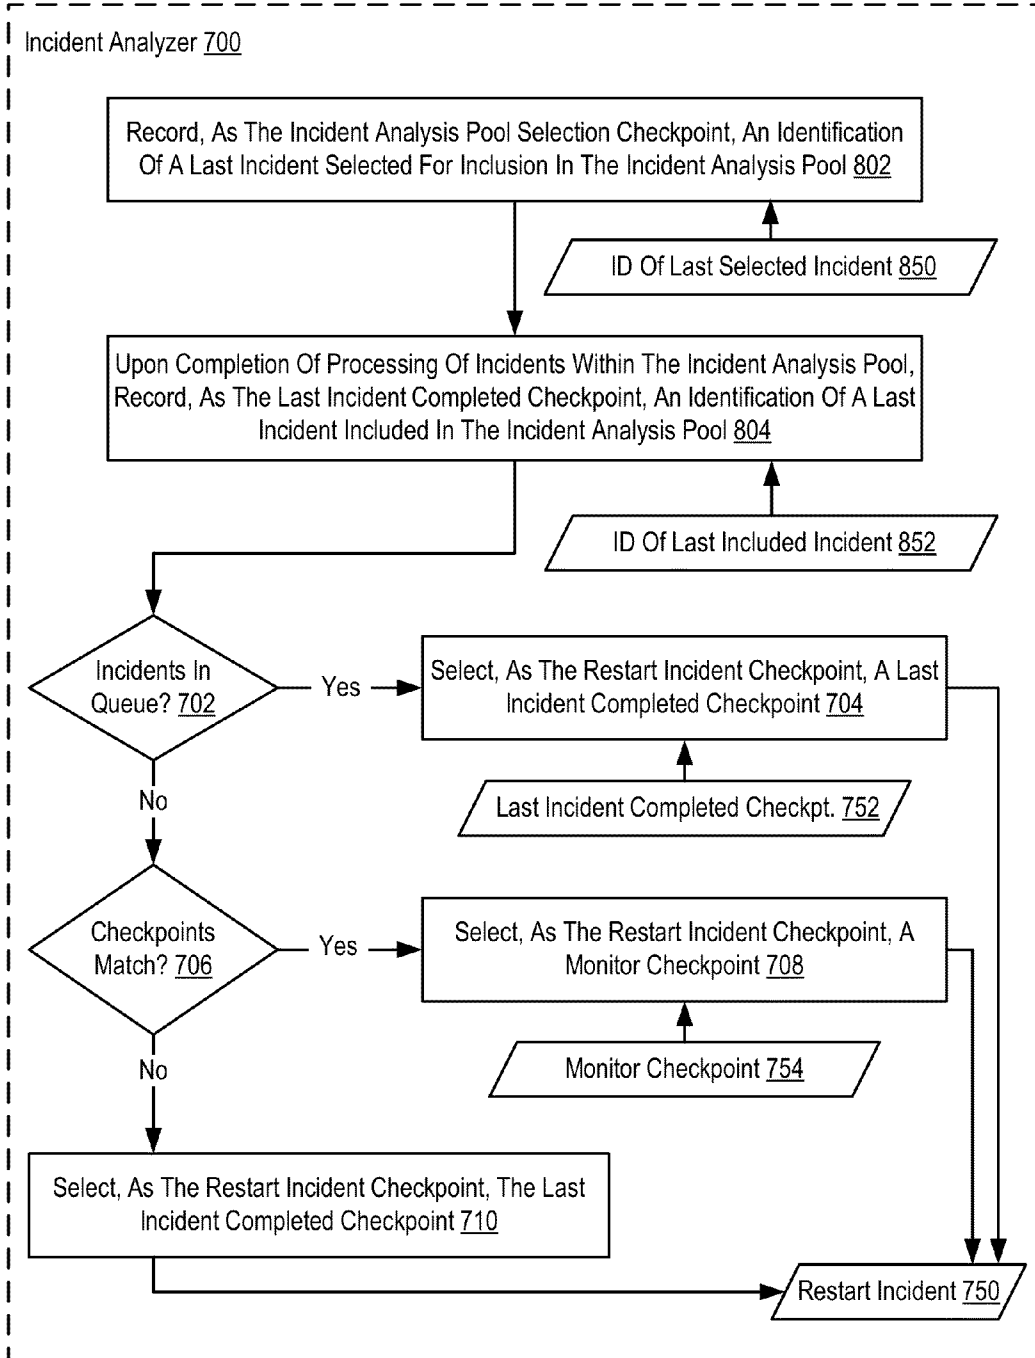 Incident Analyzer 700
Record, As The Incident Analysis Pool Selection Checkpoint, An Identification
Of A Last Incident Selected For Inclusion In The Incident Analysis Pool 802
ID Of Last Selected Incident 850
Upon Completion Of Processing Of Incidents Within The Incident Analysis Pool,
Record, As The Last Incident Completed Checkpoint, An Identification Of A Last
Incident Included In The Incident Analysis Pool 804
ID Of Last Included Incident 852
Incidents In
Queue? 702
Yes
Select, As The Restart Incident Checkpoint, A Last
Incident Completed Checkpoint 704
No
Last Incident Completed Checkpt. 752
Checkpoints
Match? 706
Yes
Select, As The Restart Incident Checkpoint, A
Monitor Checkpoint 708
No
Monitor Checkpoint 754
Select, As The Restart Incident Checkpoint, The Last
Incident Completed Checkpoint 710
Restart Incident 750